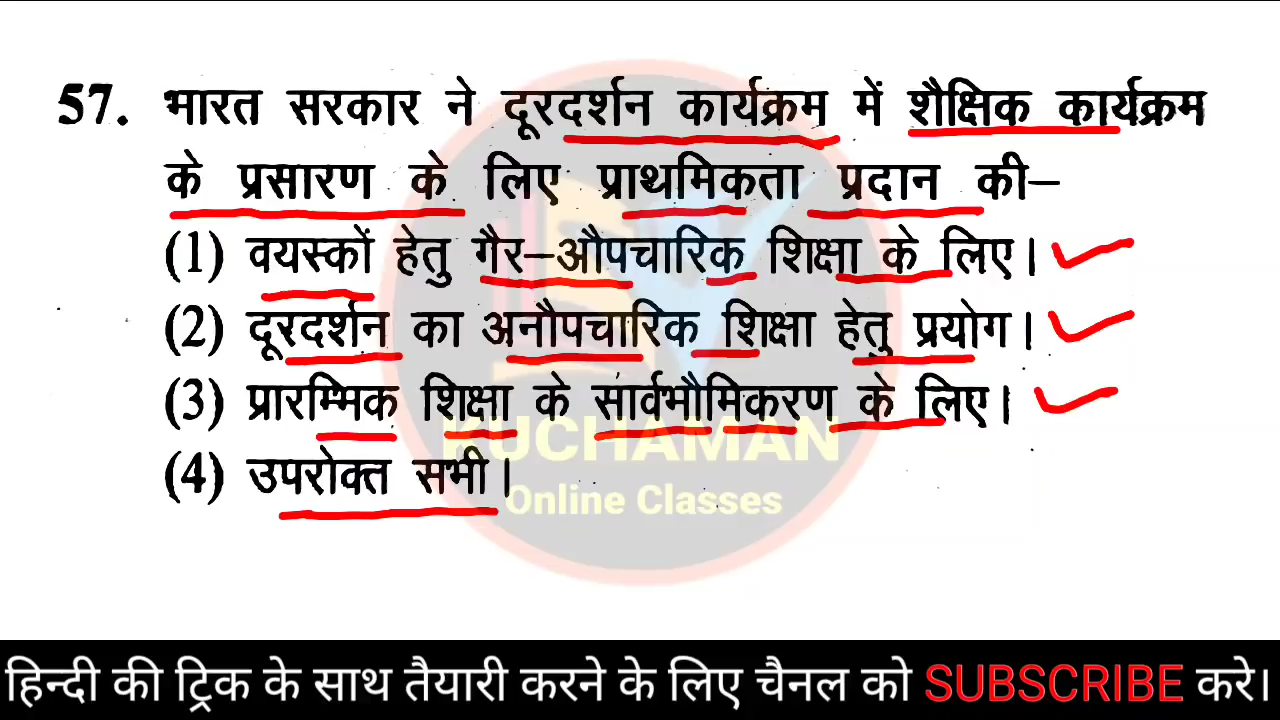 57. भारत सरकार ने दूरदर्शन कार्यक्रम में शैक्षिक कार्यक्रम
के प्रसारण के लिए प्राथमिकता प्रदान की–
(1) वयस्कों हेतु गैर–औपचारिक शिक्षा के लिए।
(2) दूरदर्शन का अनौपचारिक शिक्षा हेतु प्रयोग।
(3) प्रारम्मिक शिक्षा के सार्वभौमिकरण के लिए।
KUCHAMAN
(4) उपरोक्त सभी।
Online Classes
हिन्दी की ट्रिक के साथ तैयारी करने के लिए चैनल को SUBSCRIBE करे।